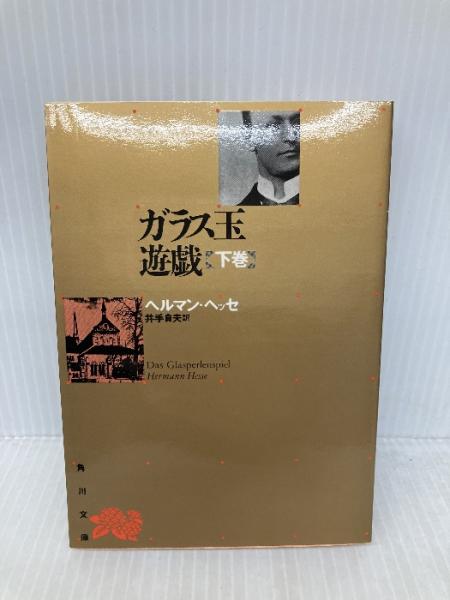 ガラス玉
遊戯【下巻】
ヘルマン・ヘッセ
井手賁夫訳
Das Glasperlenspiel
Hermann Hesse
角川文庫